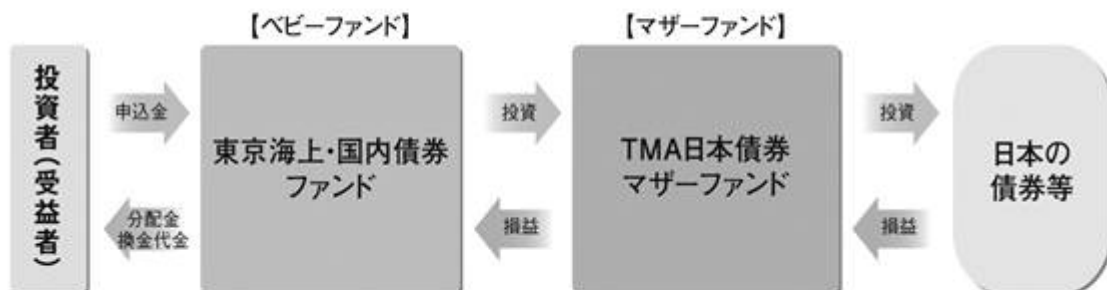 【ベビーファンド】
【マザーファンド】
投資者(受益者)
申込金
分配金
換金代金
東京海上・国内債券
ファンド
投資
損益
TMA日本債券
マザーファンド
投資
損益
日本の
債券等